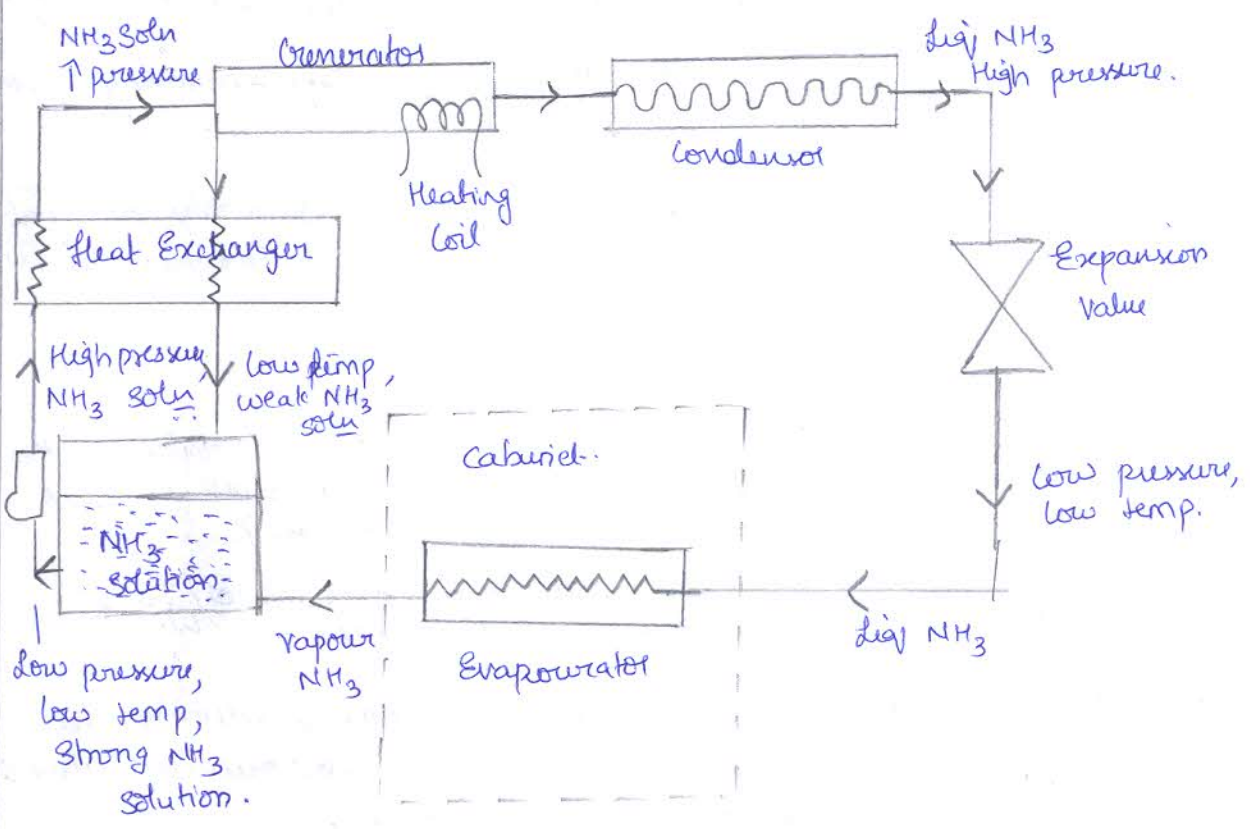 NH3 Soln
↑ pressure
Generator
Liq NH3
High pressure.
Condensor
Heating
Coil
Heat Exchanger
Expansion
Value
High pressure,
NH3 soln
low temp,
weak NH3
soln
Cabinet.
low pressure,
low temp.
NH3
solution
vapour
NH3
Evapourator
Liq NH3
Low pressure,
low temp,
Strong NH3
solution.